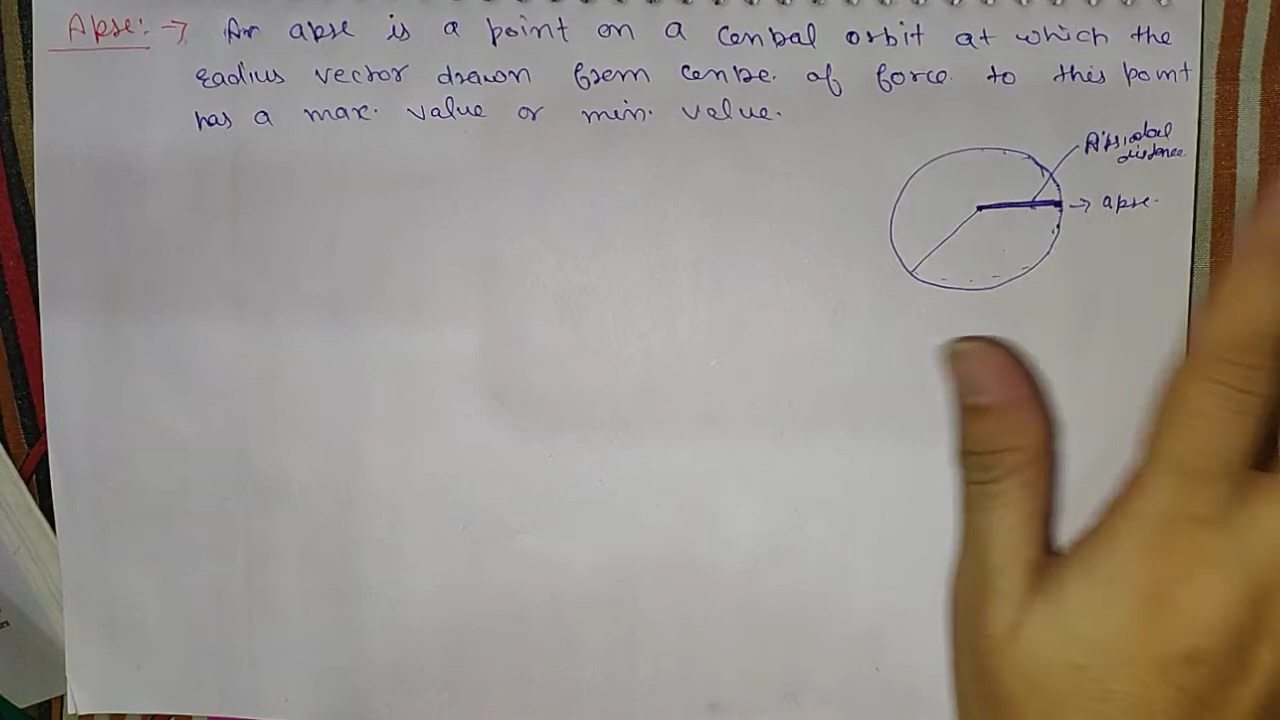 Apse: → An apse is a point on a central orbit at which the
radius vector drawn from centre of force to this point
has a max. value or min. value.
Apsidal
distance
→ apse.